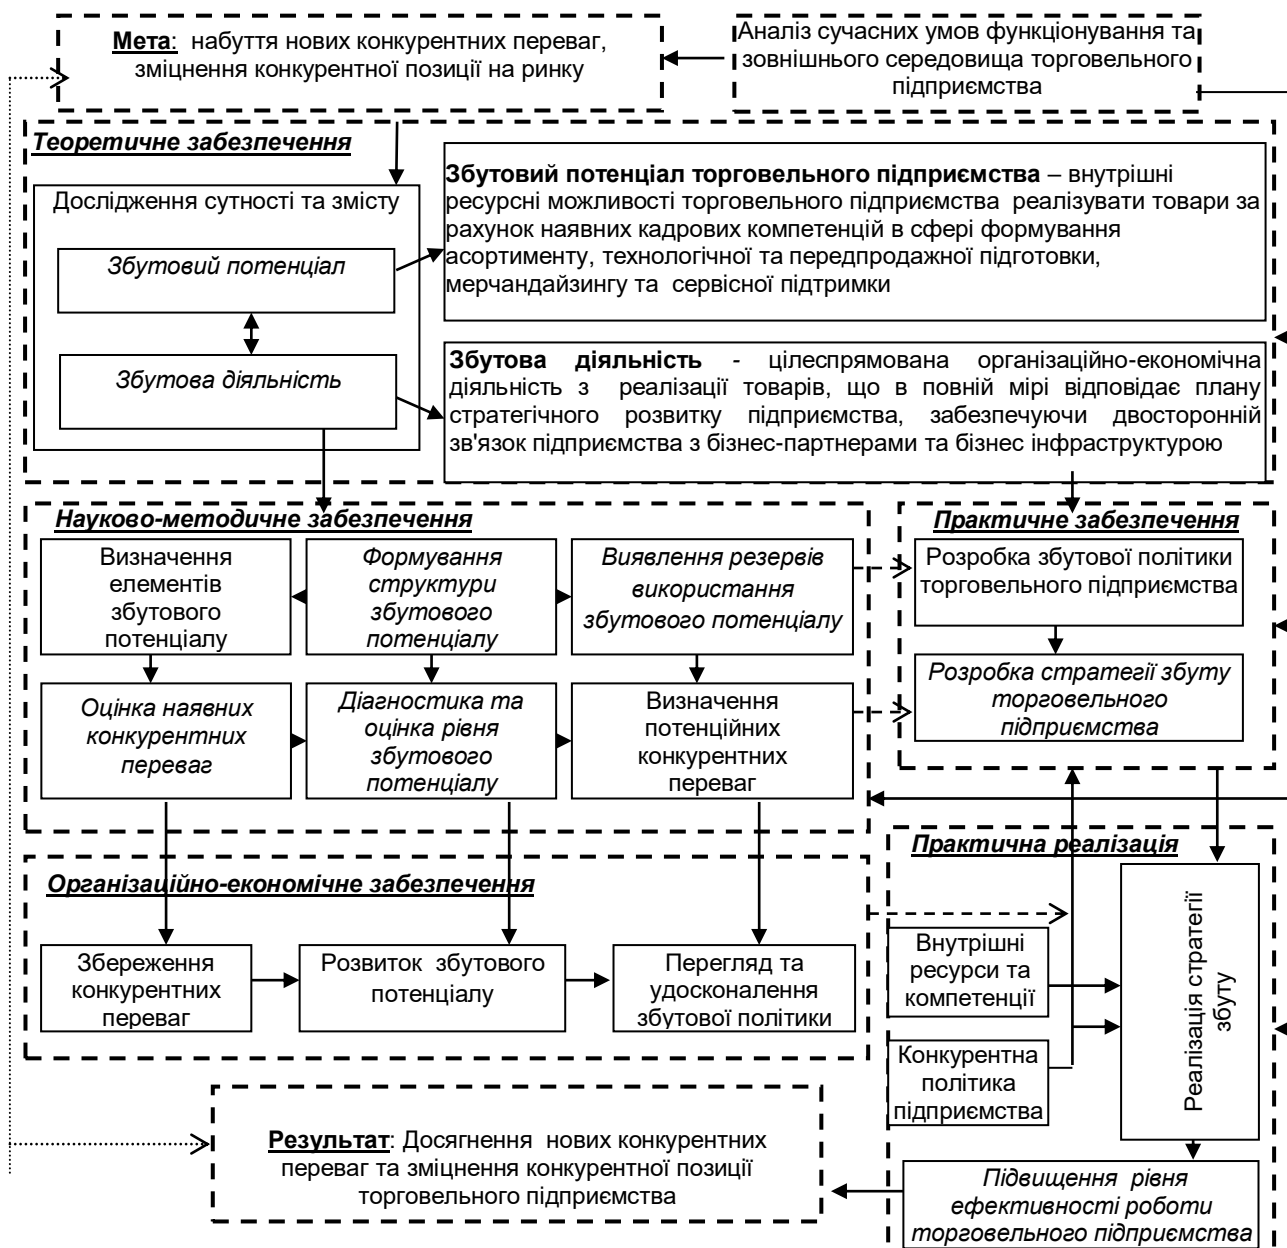 Мета: набуття нових конкурентних переваг,
зміцнення конкурентної позиції на ринку
Аналіз сучасних умов функціонування та
зовнішнього середовища торговельного
підприємства
Теоретичне забезпечення
Дослідження сутності та змісту
Збутовий потенціал
Збутова діяльність
Збутовий потенціал торговельного підприємства – внутрішні
ресурсні можливості торговельного підприємства реалізувати товари за
рахунок наявних кадрових компетенцій в сфері формування
асортименту, технологічної та передпродажної підготовки,
мерчандайзингу та сервісної підтримки
Збутова діяльність - цілеспрямована організаційно-економічна
діяльність з реалізації товарів, що в повній мірі відповідає плану
стратегічного розвитку підприємства, забезпечуючи двосторонній
зв'язок підприємства з бізнес-партнерами та бізнес інфраструктурою
Науково-методичне забезпечення
Визначення
елементів
збутового
потенціалу
Формування
структури
збутового
потенціалу
Виявлення резервів
використання
збутового потенціалу
Оцінка наявних
конкурентних
переваг
Діагностика та
оцінка рівня
збутового
потенціалу
Визначення
потенційних
конкурентних
переваг
Практичне забезпечення
Розробка збутової політики
торговельного підприємства
Розробка стратегії збуту
торговельного
підприємства
Організаційно-економічне забезпечення
Збереження
конкурентних
переваг
Розвиток збутового
потенціалу
Перегляд та
удосконалення
збутової політики
Практична реалізація
Внутрішні
ресурси та
компетенції
Конкурентна
політика
підприємства
Реалізація стратегії
збуту
Підвищення рівня
ефективності роботи
торговельного підприємства
Результат: Досягнення нових конкурентних
переваг та зміцнення конкурентної позиції
торговельного підприємства